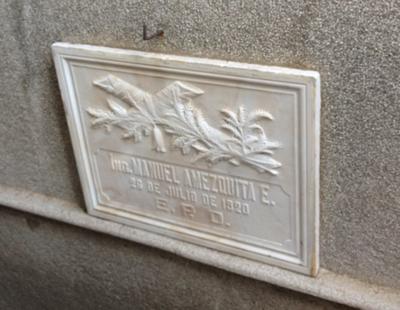 Ing. MANUEL AMEZQUITA E.
29 DE JULIO DE 1920
E. P. D.